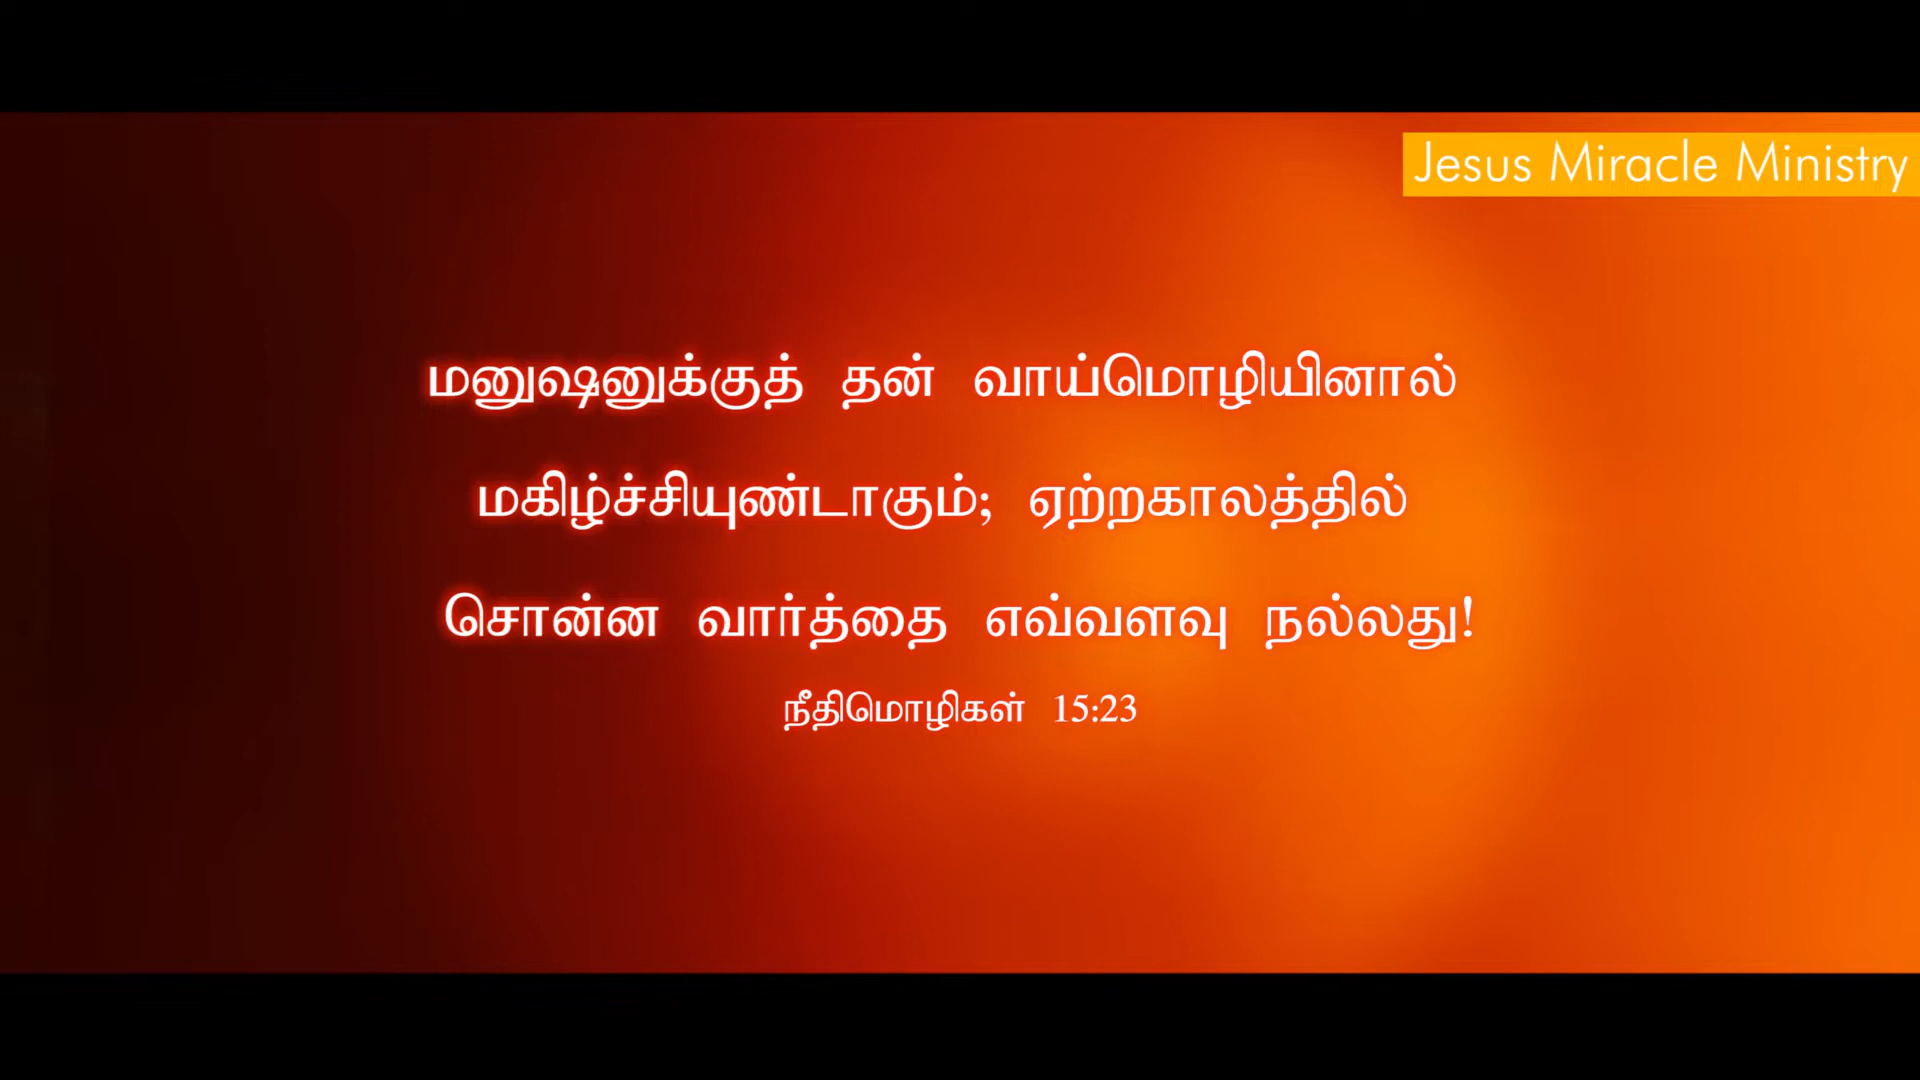 Jesus Miracle Ministry
மனுஷனுக்குத் தன் வாய்மொழியினால்
மகிழ்ச்சியுண்டாகும்; ஏற்றகாலத்தில்
சொன்ன வார்த்தை எவ்வளவு நல்லது!
நீதிமொழிகள் 15:23